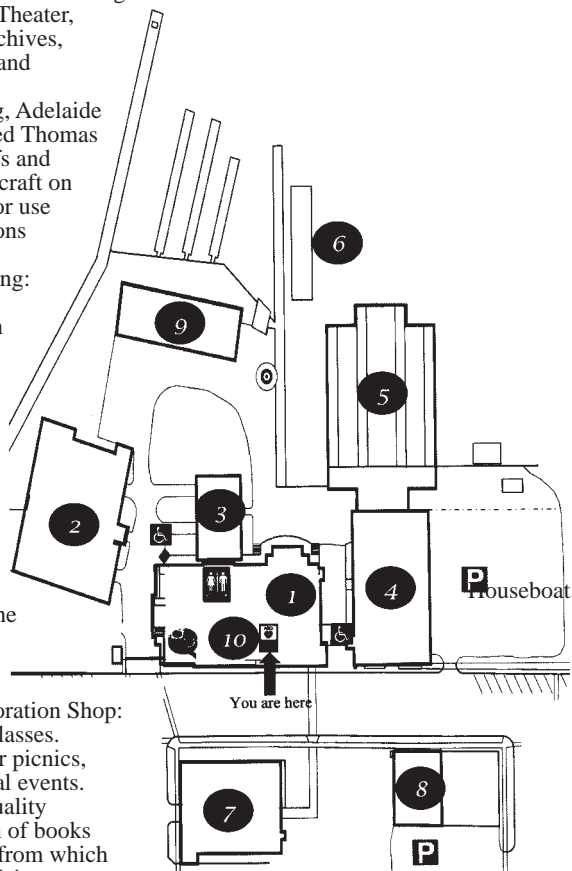 Theater,
chives,
and
g, Adelaide
ed Thomas
fs and
craft on
or use
ons
ng:
n
6
9
5
3
2
1
4
P
Houseboat
10
ne
You are here
oration Shop:
lasses.
r picnics,
al events.
uality
n of books
from which
7
8
P